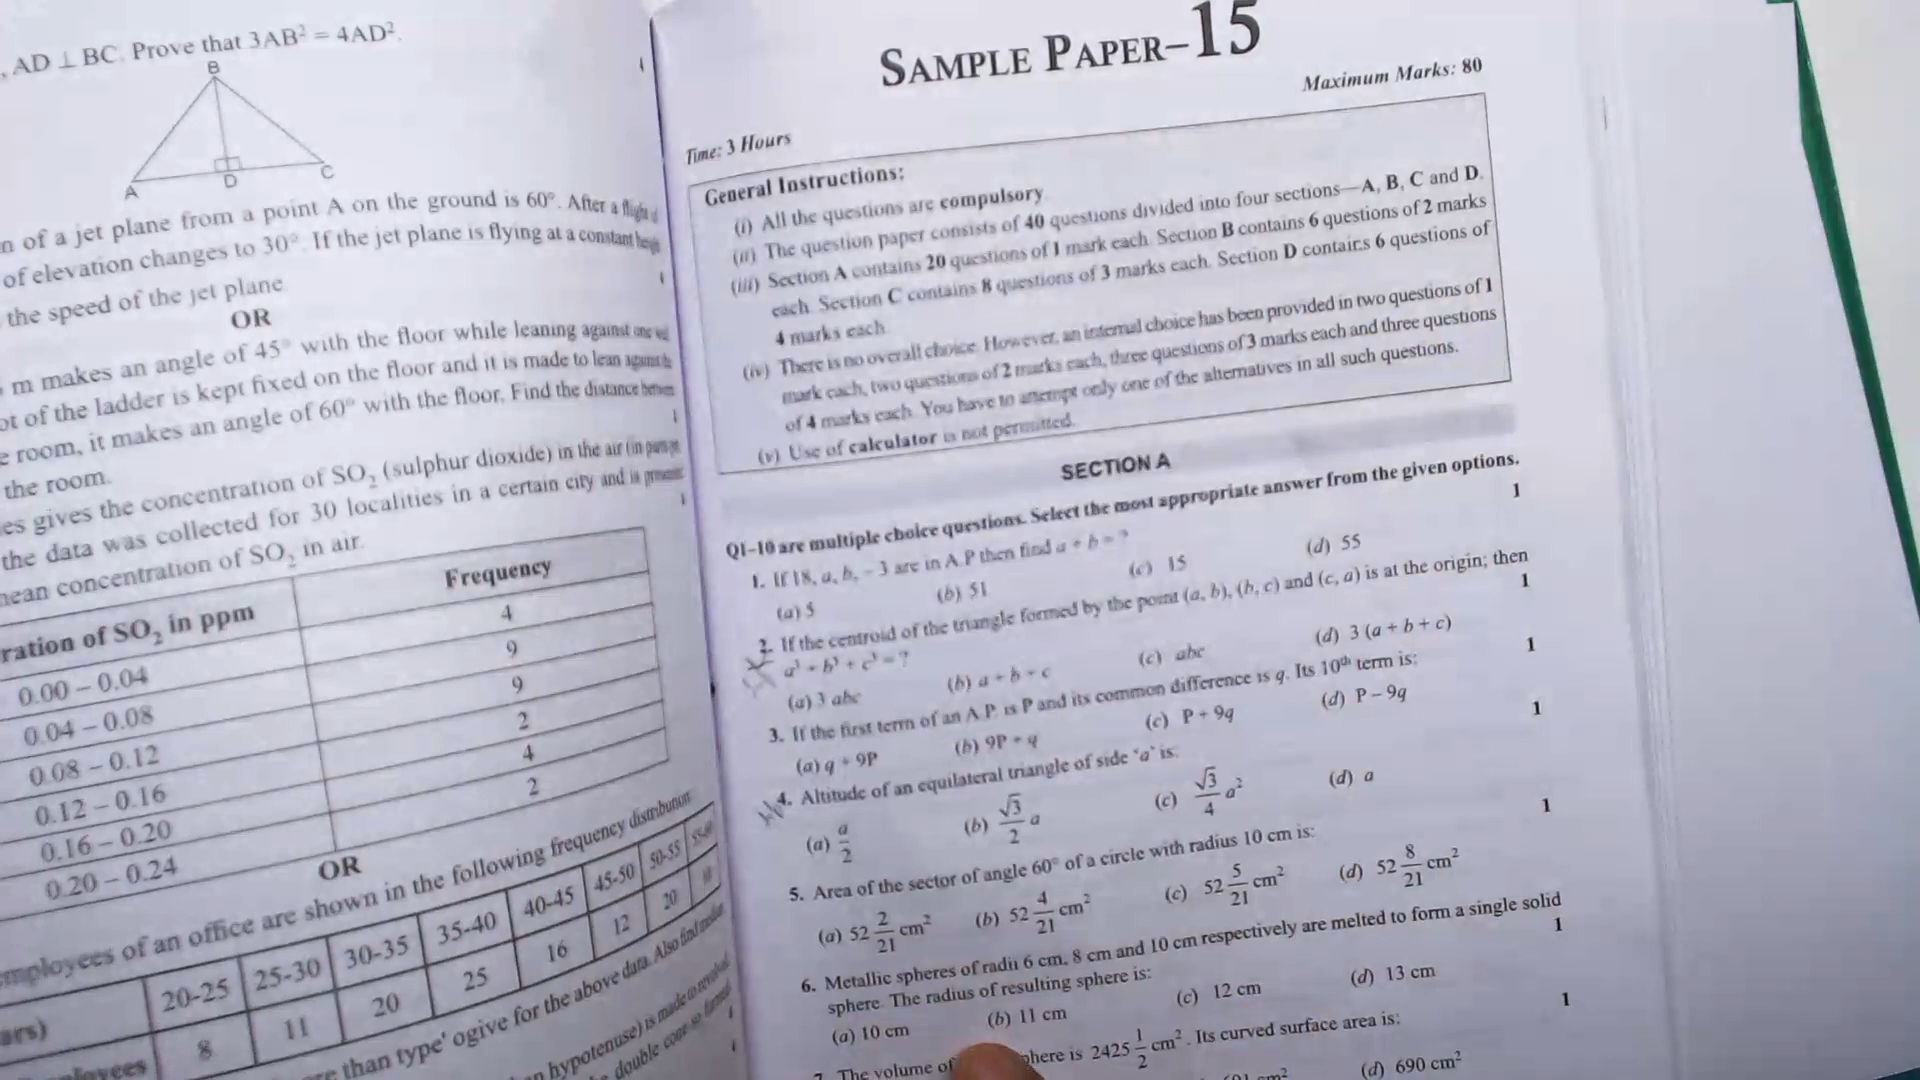 , AD ⊥ BC. Prove that 3AB² = 4AD².
B
A
D
C
n of a jet plane from a point A on the ground is 60°. After a flight of
of elevation changes to 30°. If the jet plane is flying at a constant
the speed of the jet plane
OR
m makes an angle of 45° with the floor while leaning against one
ot of the ladder is kept fixed on the floor and it is made to lean against the
e room, it makes an angle of 60° with the floor. Find the distance between
the room.
es gives the concentration of SO₂ (sulphur dioxide) in the air (in
the data was collected for 30 localities in a certain city and is
nean concentration of SO₂ in air.
ration of SO₂ in ppm Frequency
0.00 – 0.04 4
0.04 – 0.08 9
0.08 – 0.12 9
0.12 – 0.16 2
0.16 – 0.20 4
0.20 – 0.24 2
OR
employees of an office are shown in the following frequency distribution
ars) 20-25 25-30 30-35 35-40 40-45 45-50 50-55
mployees 8 11 20 25 16 12 20
re than type' ogive for the above data. Also find
n hypotenuse) is made to
double cone so
SAMPLE PAPER–15
Maximum Marks: 80
Time: 3 Hours
General Instructions:
(i) All the questions are compulsory
(ii) The question paper consists of 40 questions divided into four sections—A, B, C and D.
(iii) Section A contains 20 questions of 1 mark each. Section B contains 6 questions of 2 marks
each. Section C contains 8 questions of 3 marks each. Section D contains 6 questions of
4 marks each
(iv) There is no overall choice. However, an internal choice has been provided in two questions of 1
mark each, two questions of 2 marks each, three questions of 3 marks each and three questions
of 4 marks each. You have to attempt only one of the alternatives in all such questions.
(v) Use of calculator is not permitted.
SECTION A
Q1–10 are multiple choice questions. Select the most appropriate answer from the given options.
1. If 18, a, b, – 3 are in A.P then find a + b = ? 1
(a) 5 (b) 51 (c) 15 (d) 55
2. If the centroid of the triangle formed by the point (a, b), (b, c) and (c, a) is at the origin; then
a³ + b³ + c³ = ? 1
(a) 3 abc (b) a + b + c (c) abc (d) 3 (a + b + c)
3. If the first term of an A.P. is P and its common difference is q. Its 10th term is: 1
(a) q + 9P (b) 9P + q (c) P + 9q (d) P – 9q
4. Altitude of an equilateral triangle of side 'a' is: 1
(a) a/2 (b) √3/2 a (c) √3/4 a² (d) a
5. Area of the sector of angle 60° of a circle with radius 10 cm is: 1
(a) 52 2/21 cm² (b) 52 4/21 cm² (c) 52 5/21 cm² (d) 52 8/21 cm²
6. Metallic spheres of radii 6 cm, 8 cm and 10 cm respectively are melted to form a single solid
sphere. The radius of resulting sphere is: 1
(a) 10 cm (b) 11 cm (c) 12 cm (d) 13 cm
7. The volume of phere is 2425 1/2 cm². Its curved surface area is: 1
cm² (d) 690 cm²